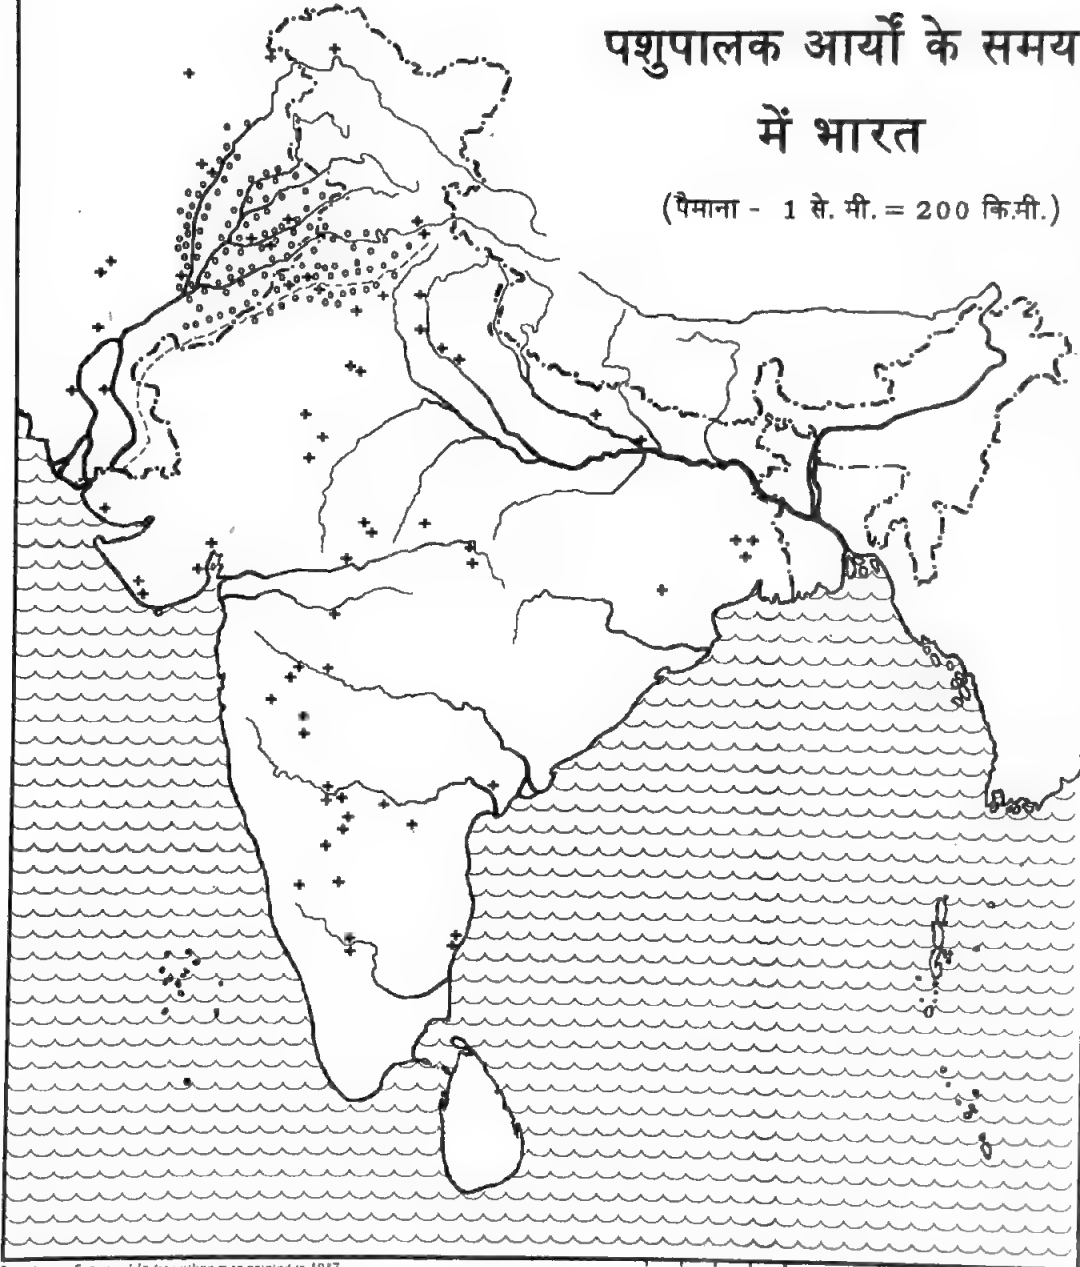 पशुपालक आर्यों के समय
में भारत
(पैमाना - 1 से. मी. = 200 कि.मी.)